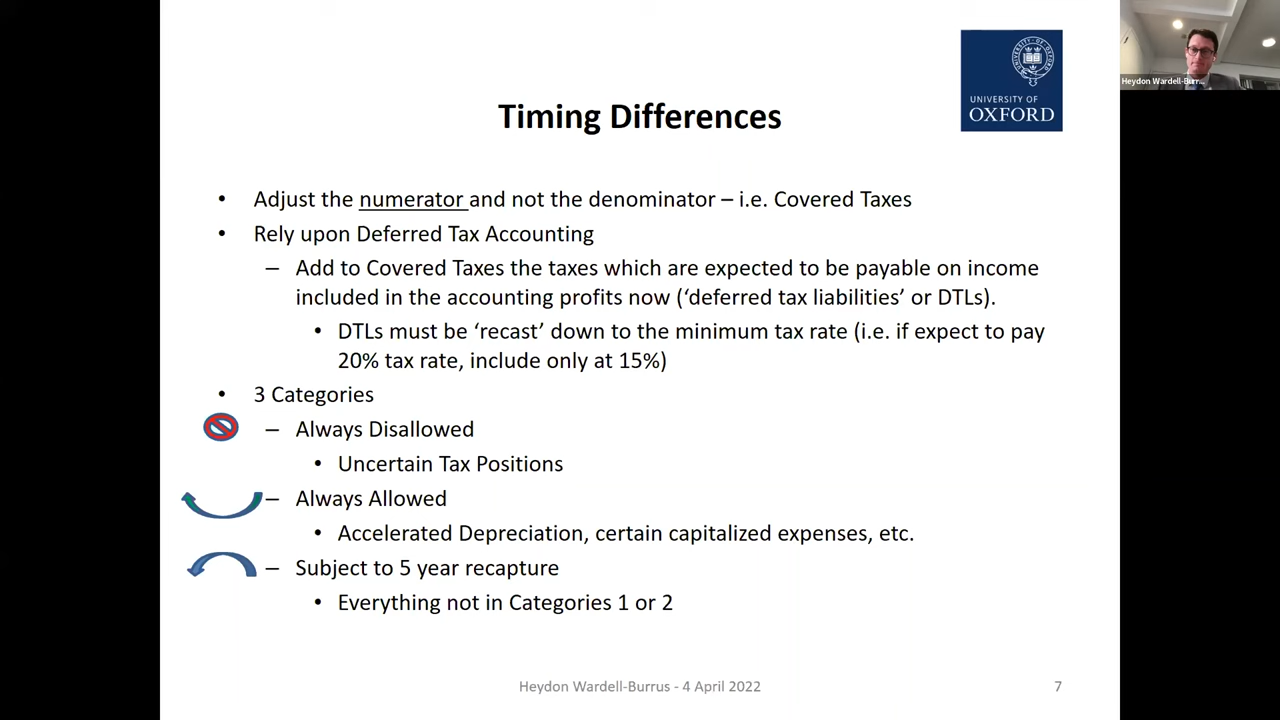 UNIVERSITY OF
OXFORD
Heydon Wardell-Burr...
Timing Differences
• Adjust the numerator and not the denominator – i.e. Covered Taxes
• Rely upon Deferred Tax Accounting
– Add to Covered Taxes the taxes which are expected to be payable on income
included in the accounting profits now (‘deferred tax liabilities’ or DTLs).
• DTLs must be ‘recast’ down to the minimum tax rate (i.e. if expect to pay
20% tax rate, include only at 15%)
• 3 Categories
– Always Disallowed
• Uncertain Tax Positions
– Always Allowed
• Accelerated Depreciation, certain capitalized expenses, etc.
– Subject to 5 year recapture
• Everything not in Categories 1 or 2
Heydon Wardell-Burrus - 4 April 2022
7